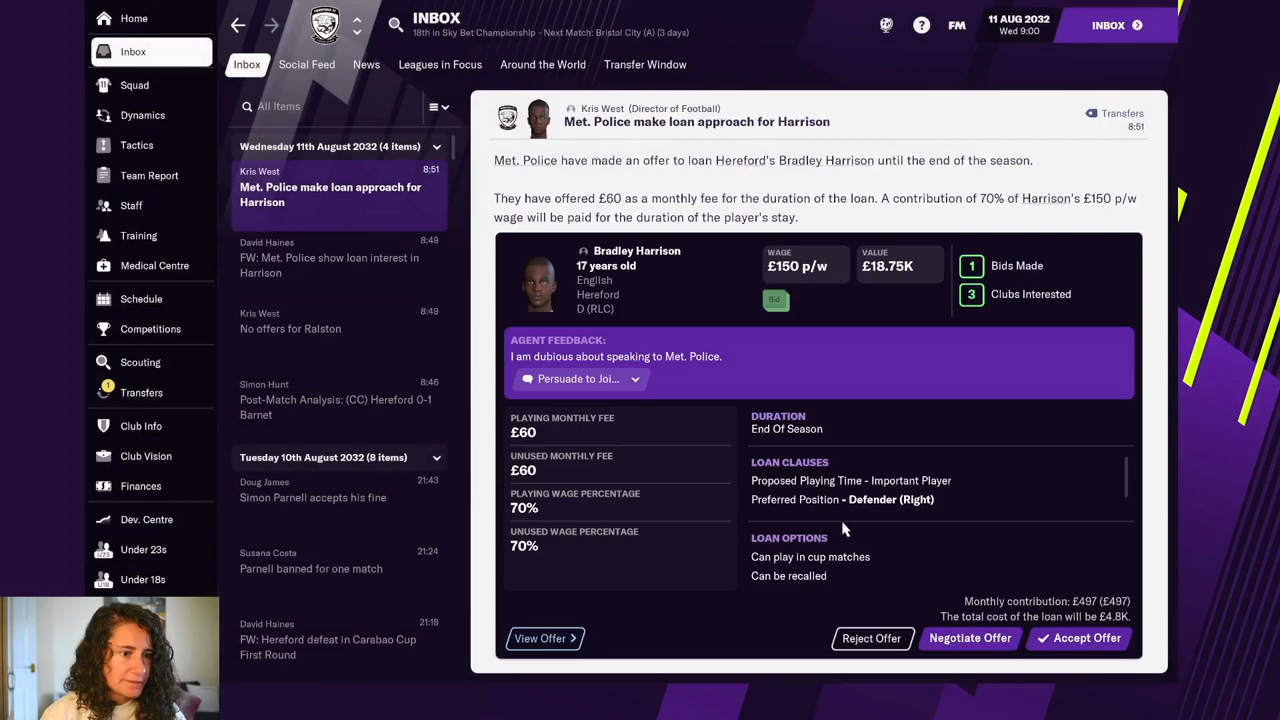 Home
Inbox
Squad
Dynamics
Tactics
Team Report
Staff
Training
Medical Centre
Schedule
Competitions
Scouting
1
Transfers
Club Info
Club Vision
Finances
Dev. Centre
U23
Under 23s
U18
Under 18s
INBOX
18th in Sky Bet Championship - Next Match: Bristol City (A) (3 days)
?
FM
11 AUG 2032
Wed 9:00
INBOX
Inbox
Social Feed
News
Leagues in Focus
Around the World
Transfer Window
All Items
Wednesday 11th August 2032 (4 items)
Kris West
8:51
Met. Police make loan approach for
Harrison
David Haines
8:49
FW: Met. Police show loan interest in
Harrison
Kris West
8:49
No offers for Ralston
Simon Hunt
8:46
Post-Match Analysis: (CC) Hereford 0-1
Barnet
Tuesday 10th August 2032 (8 items)
Doug James
21:43
Simon Parnell accepts his fine
Susana Costa
21:24
Parnell banned for one match
David Haines
21:18
FW: Hereford defeat in Carabao Cup
First Round
Kris West (Director of Football)
Met. Police make loan approach for Harrison
Transfers
8:51
Met. Police have made an offer to loan Hereford's Bradley Harrison until the end of the season.
They have offered £60 as a monthly fee for the duration of the loan. A contribution of 70% of Harrison's £150 p/w
wage will be paid for the duration of the player's stay.
Bradley Harrison
17 years old
English
Hereford
D (RLC)
WAGE
£150 p/w
VALUE
£18.75K
Bid
1 Bids Made
3 Clubs Interested
AGENT FEEDBACK:
I am dubious about speaking to Met. Police.
Persuade to Joi...
PLAYING MONTHLY FEE
£60
UNUSED MONTHLY FEE
£60
PLAYING WAGE PERCENTAGE
70%
UNUSED WAGE PERCENTAGE
70%
DURATION
End Of Season
LOAN CLAUSES
Proposed Playing Time - Important Player
Preferred Position - Defender (Right)
LOAN OPTIONS
Can play in cup matches
Can be recalled
Monthly contribution: £497 (£497)
The total cost of the loan will be £4.8K.
View Offer
Reject Offer
Negotiate Offer
Accept Offer